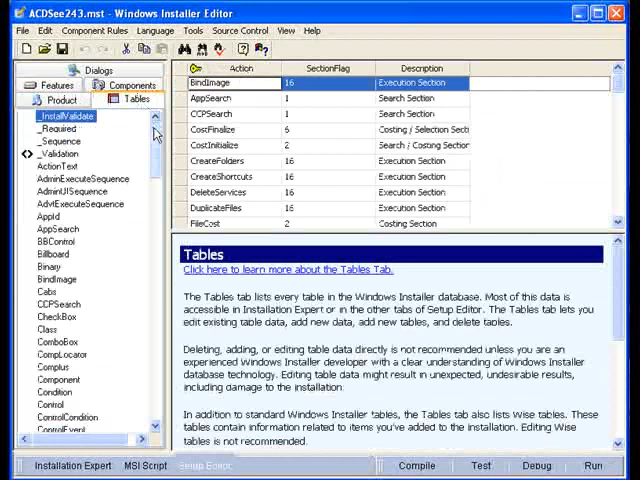 ACDSee243.mst - Windows Installer Editor
File Edit Component Rules Language Tools Source Control View Help
Dialogs
Features Components
Product Tables
_InstallValidate
_Required
_Sequence
_Validation
ActionText
AdminExecuteSequence
AdminUISequence
AdvtExecuteSequence
AppId
AppSearch
BBControl
Billboard
Binary
BindImage
Cabs
CCPSearch
CheckBox
Class
ComboBox
CompLocator
Complus
Component
Condition
Control
ControlCondition
ControlEvent
Action SectionFlag Description
BindImage 16 Execution Section
AppSearch 1 Search Section
CCPSearch 1 Search Section
CostFinalize 6 Costing / Selection Secti
CostInitialize 2 Search / Costing Section
CreateFolders 16 Execution Section
CreateShortcuts 16 Execution Section
DeleteServices 16 Execution Section
DuplicateFiles 16 Execution Section
FileCost 2 Costing Section
Tables
Click here to learn more about the Tables Tab.
The Tables tab lists every table in the Windows Installer database. Most of this data is
accessible in Installation Expert or in the other tabs of Setup Editor. The Tables tab lets you
edit existing table data, add new data, add new tables, and delete tables.
Deleting, adding, or editing table data directly is not recommended unless you are an
experienced Windows Installer developer with a clear understanding of Windows Installer
database technology. Editing table data might result in unexpected, undesirable results,
including damage to the installation.
In addition to standard Windows Installer tables, the Tables tab also lists Wise tables. These
tables contain information related to items you've added to the installation. Editing Wise
tables is not recommended.
Installation Expert MSI Script Setup Editor Compile Test Debug Run